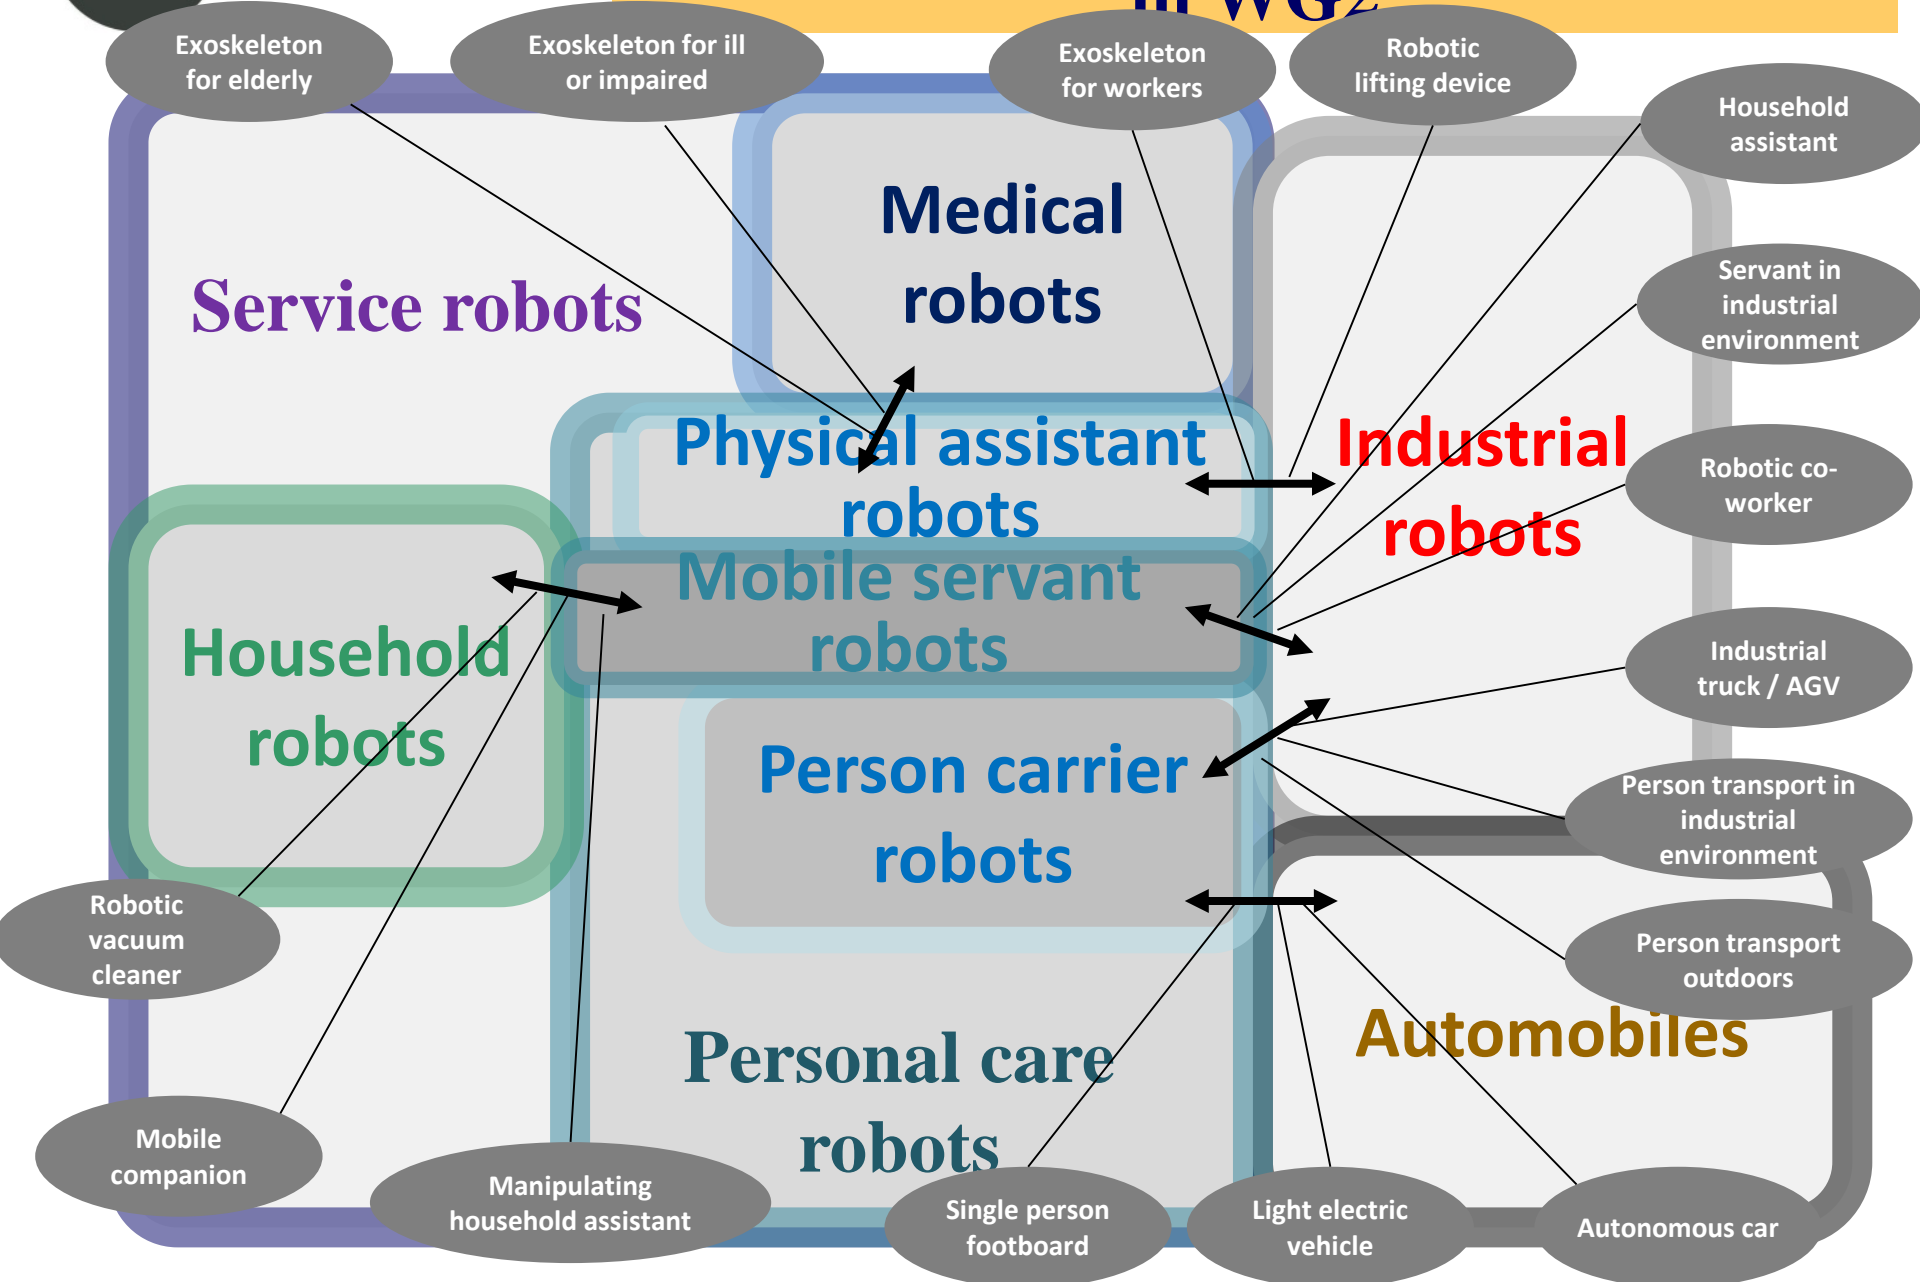 in WG2
Exoskeleton
for elderly
Exoskeleton for ill
or impaired
Exoskeleton
for workers
Robotic
lifting device
Household
assistant
Medical
robots
Service robots
Servant in
industrial
environment
Physical assistant
robots
Industrial
robots
Robotic co-
worker
Mobile servant
robots
Household
robots
Industrial
truck / AGV
Person carrier
robots
Person transport in
industrial
environment
Robotic
vacuum
cleaner
Person transport
outdoors
Automobiles
Personal care
robots
Mobile
companion
Manipulating
household assistant
Single person
footboard
Light electric
vehicle
Autonomous car